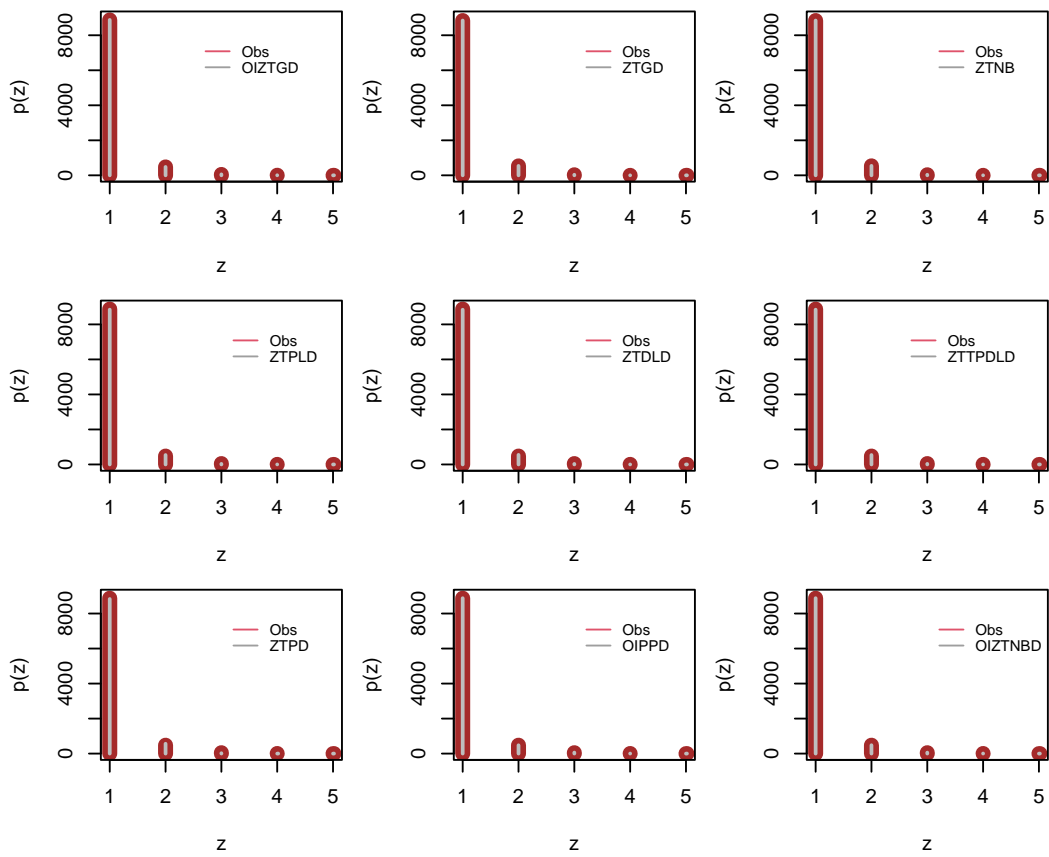 p(z)
8000
4000
0
Obs
OIZTGD
1 2 3 4 5
z
p(z)
8000
4000
0
Obs
ZTGD
1 2 3 4 5
z
p(z)
8000
4000
0
Obs
ZTNB
1 2 3 4 5
z
p(z)
8000
4000
0
Obs
ZTPLD
1 2 3 4 5
z
p(z)
8000
4000
0
Obs
ZTDLD
1 2 3 4 5
z
p(z)
8000
4000
0
Obs
ZTTPDLD
1 2 3 4 5
z
p(z)
8000
4000
0
Obs
ZTPD
1 2 3 4 5
z
p(z)
8000
4000
0
Obs
OIPPD
1 2 3 4 5
z
p(z)
8000
4000
0
Obs
OIZTNBD
1 2 3 4 5
z